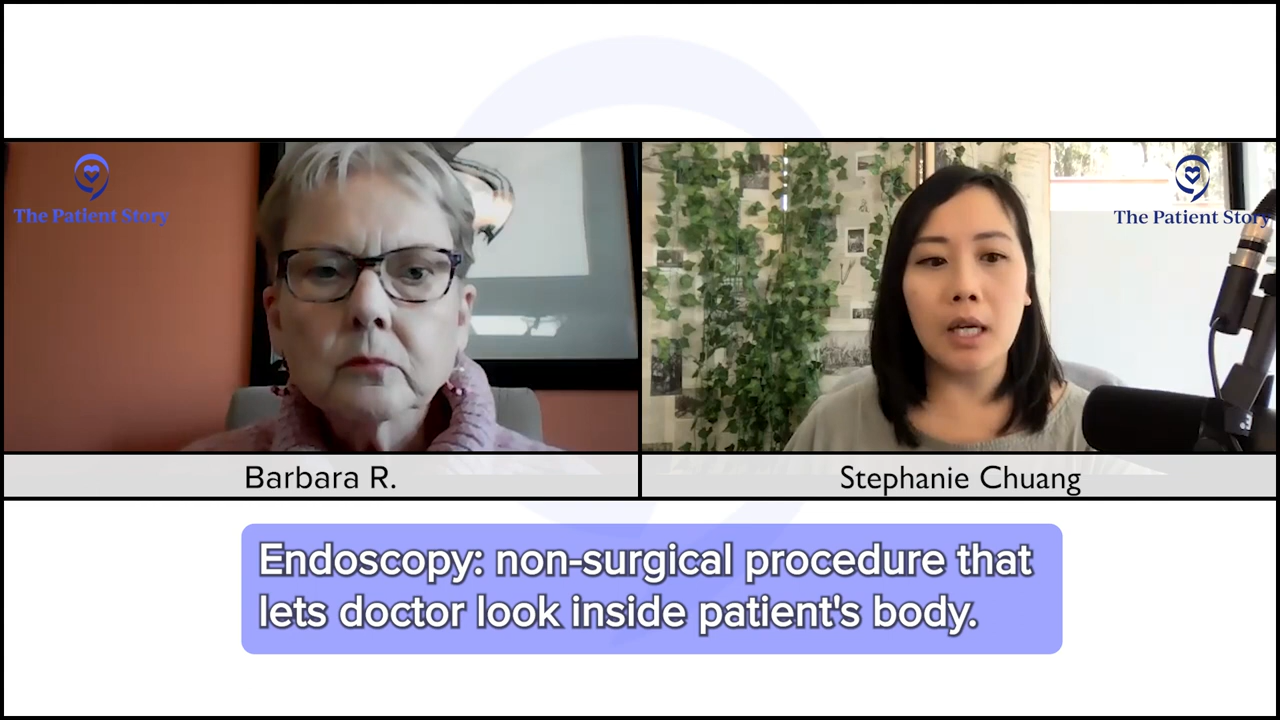 The Patient Story
The Patient Story
Barbara R.
Stephanie Chuang
Endoscopy: non-surgical procedure that
lets doctor look inside patient's body.